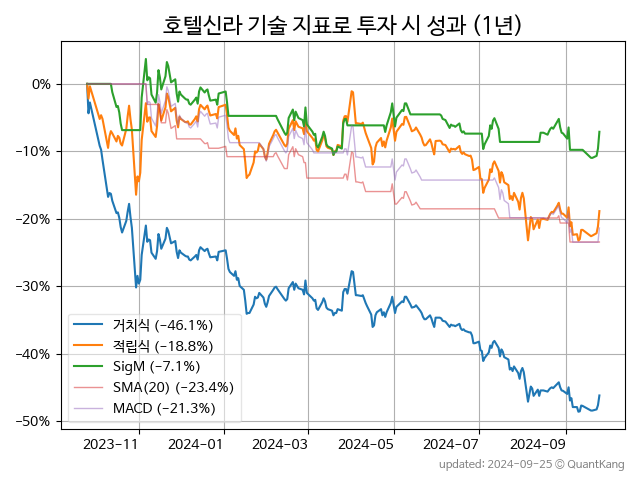 호텔신라 기술 지표로 투자 시 성과 (1년)
0%
−10%
−20%
−30%
−40%
−50%
거치식 (−46.1%)
적립식 (−18.8%)
SigM (−7.1%)
SMA(20) (−23.4%)
MACD (−21.3%)
2023−11 2024−01 2024−03 2024−05 2024−07 2024−09
updated: 2024−09−25 © QuantKang